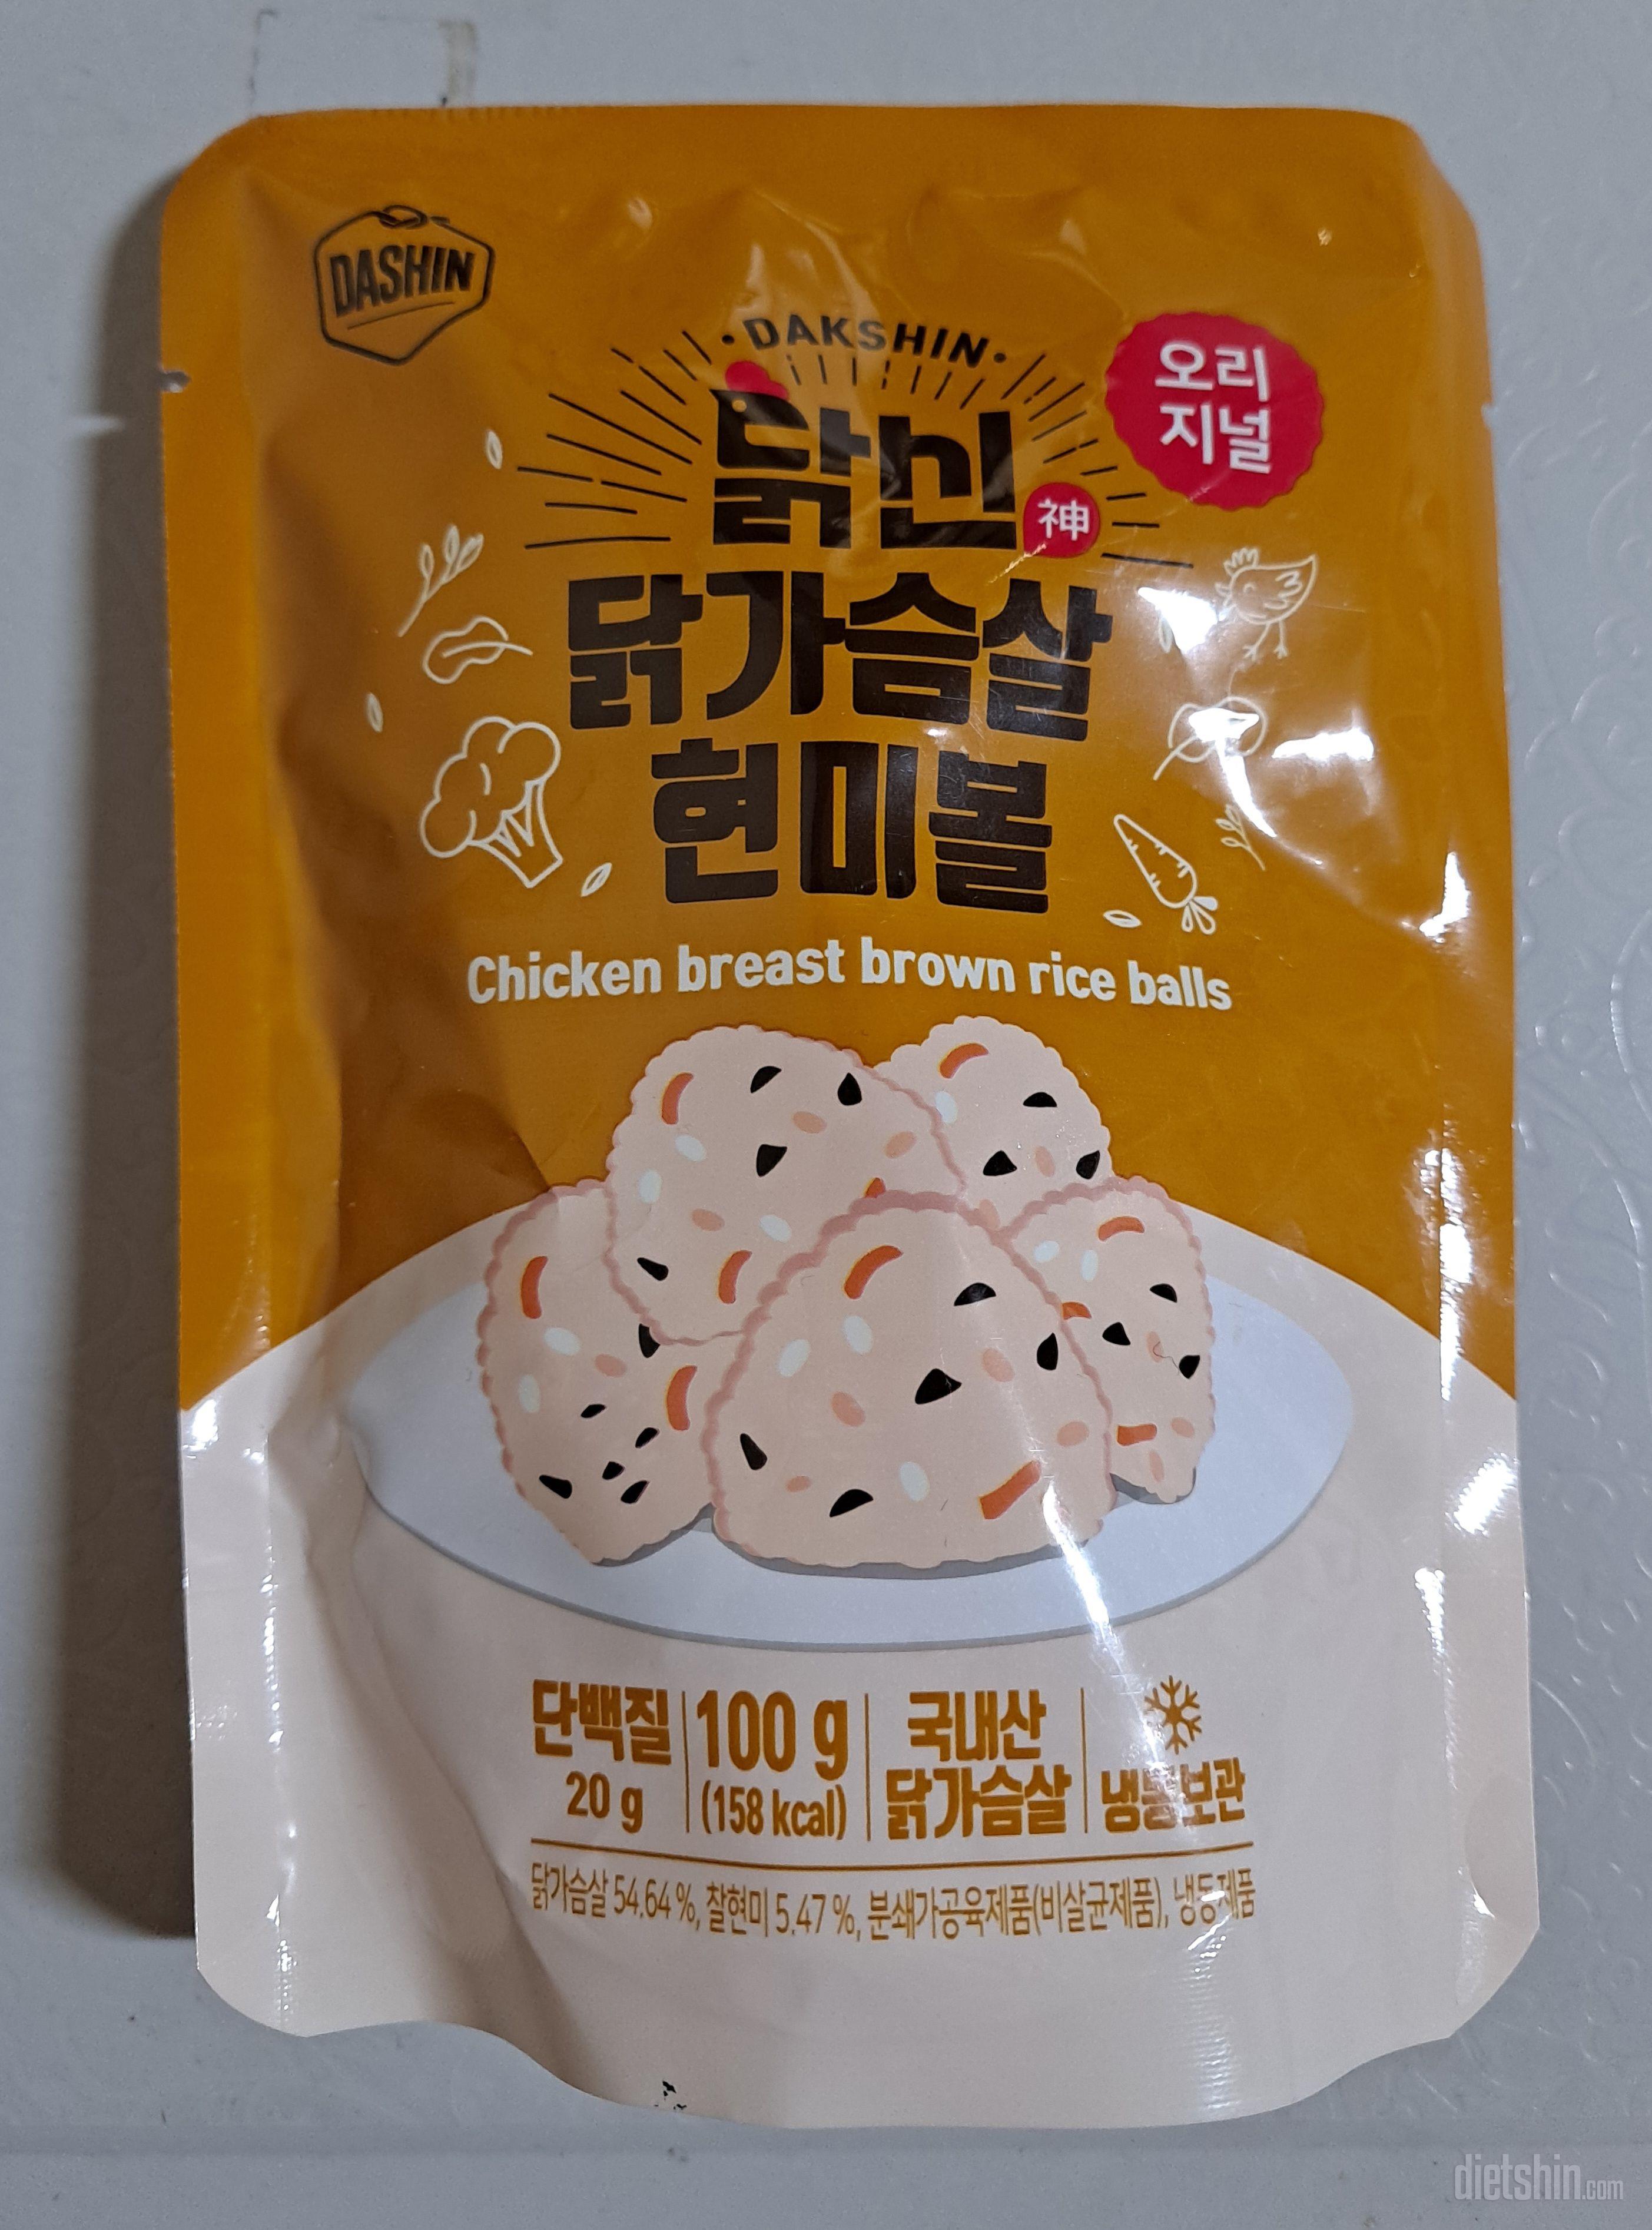 DASHIN
DAKSHIN
닭신
神
오리
지널
닭가슴살
현미볼
Chicken breast brown rice balls
단백질
20 g
100 g
(158 kcal)
국내산
닭가슴살
냉동보관
닭가슴살 54.64 %, 찰현미 5.47 %, 분쇄가공육제품(비살균제품), 냉동제품
dietshin.com